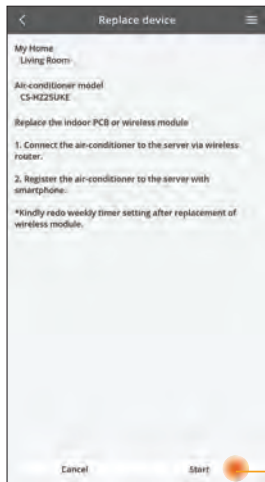 Replace device
My Home
Living Room
Air-conditioner model
CS-HZ25UKE
Replace the indoor PCB or wireless module
1. Connect the air-conditioner to the server via wireless
router.
2. Register the air-conditioner to the server with
smartphone.
*Kindly redo weekly timer setting after replacement of
wireless module.
Cancel Start